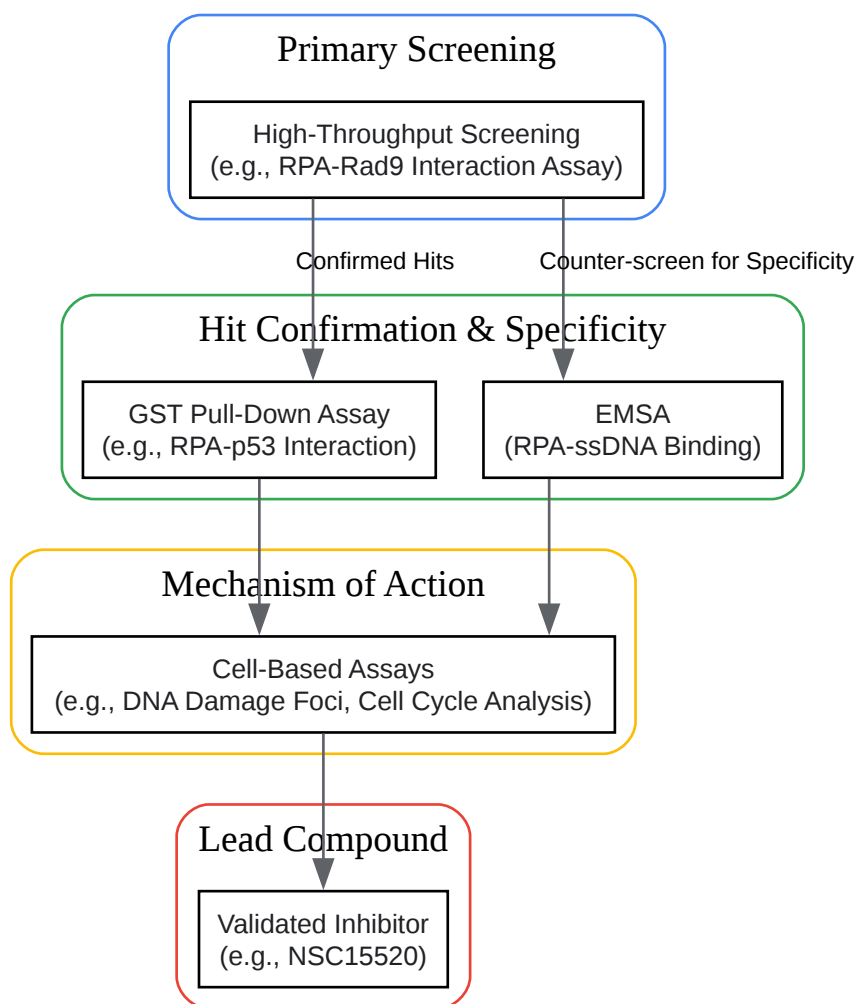 Primary Screening
High-Throughput Screening
(e.g., RPA-Rad9 Interaction Assay)
Confirmed Hits
Counter-screen for Specificity
Hit Confirmation & Specificity
GST Pull-Down Assay
(e.g., RPA-p53 Interaction)
EMSA
(RPA-ssDNA Binding)
Mechanism of Action
Cell-Based Assays
(e.g., DNA Damage Foci, Cell Cycle Analysis)
Lead Compound
Validated Inhibitor
(e.g., NSC15520)